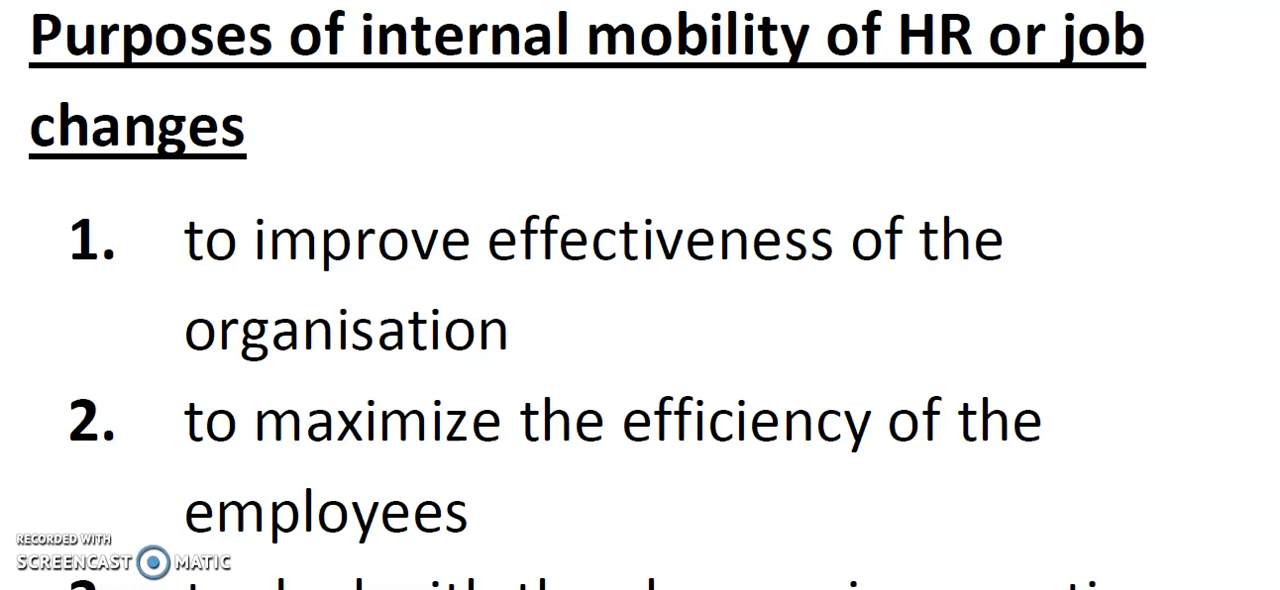 Purposes of internal mobility of HR or job
changes
1. to improve effectiveness of the
organisation
2. to maximize the efficiency of the
employees
RECORDED WITH
SCREENCAST MATIC